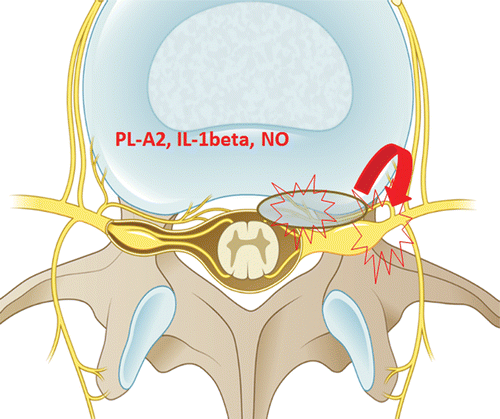 PL-A2, IL-1beta, NO